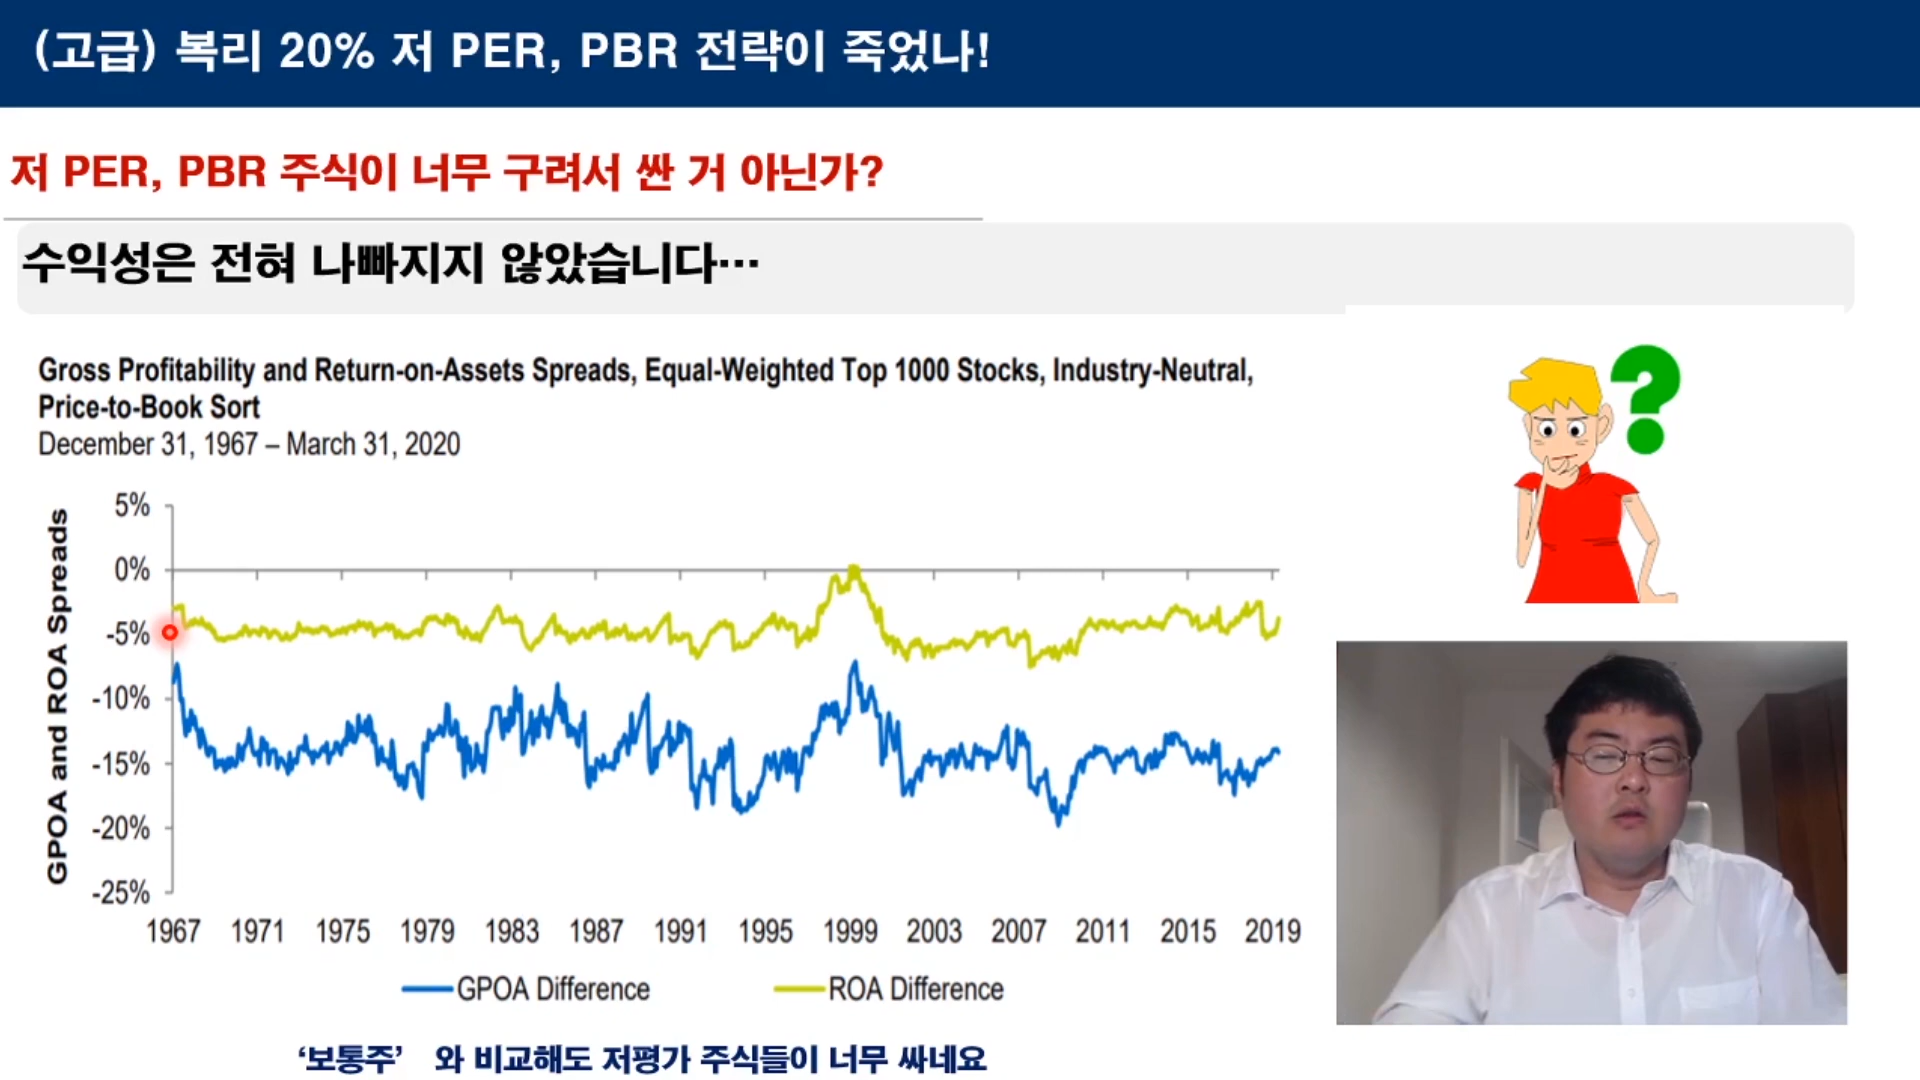 (고급) 복리 20% 저 PER, PBR 전략이 죽었나!
저 PER, PBR 주식이 너무 구려서 싼 거 아닌가?
수익성은 전혀 나빠지지 않았습니다…
Gross Profitability and Return-on-Assets Spreads, Equal-Weighted Top 1000 Stocks, Industry-Neutral,
Price-to-Book Sort
December 31, 1967 – March 31, 2020
GPOA and ROA Spreads
5%
0%
-5%
-10%
-15%
-20%
-25%
1967 1971 1975 1979 1983 1987 1991 1995 1999 2003 2007 2011 2015 2019
GPOA Difference ROA Difference
‘보통주’ 와 비교해도 저평가 주식들이 너무 싸네요
?